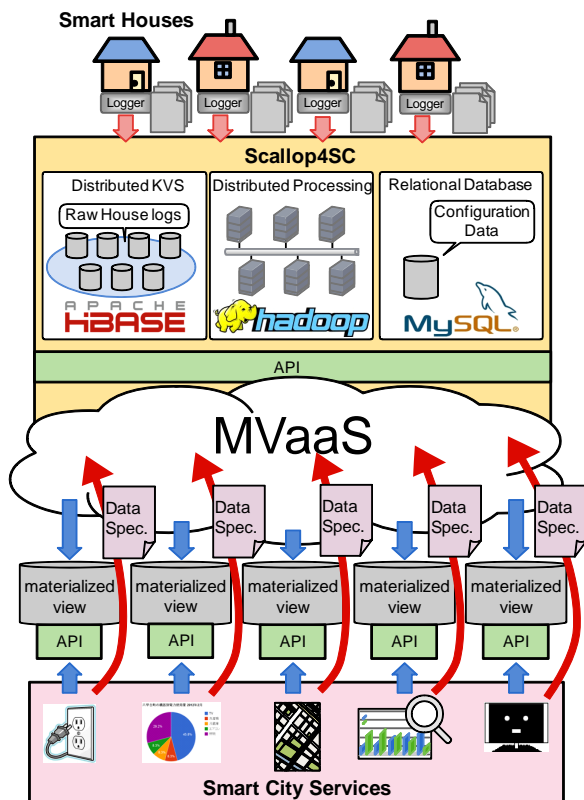 Smart Houses
Logger
Logger
Logger
Logger
Scallop4SC
Distributed KVS
Distributed Processing
Relational Database
Raw House logs
Configuration
Data
APACHE
HBASE
hadoop
MySQL®
API
MVaaS
Data
Spec.
Data
Spec.
Data
Spec.
Data
Spec.
Data
Spec.
materialized
view
materialized
view
materialized
view
materialized
view
materialized
view
API
API
API
API
API
Smart City Services